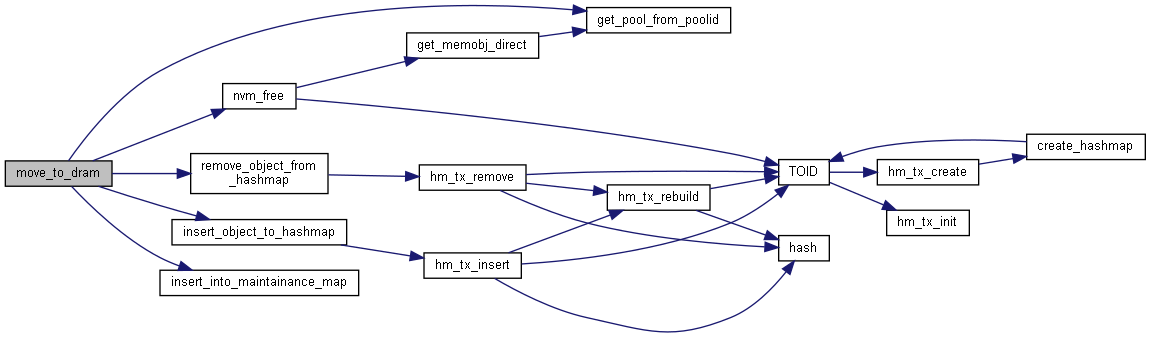 move_to_dram
get_pool_from_poolid
get_memobj_direct
nvm_free
remove_object_from
_hashmap
insert_object_to_hashmap
insert_into_maintainance_map
hm_tx_remove
hm_tx_insert
hm_tx_rebuild
TOID
hash
hm_tx_create
hm_tx_init
create_hashmap